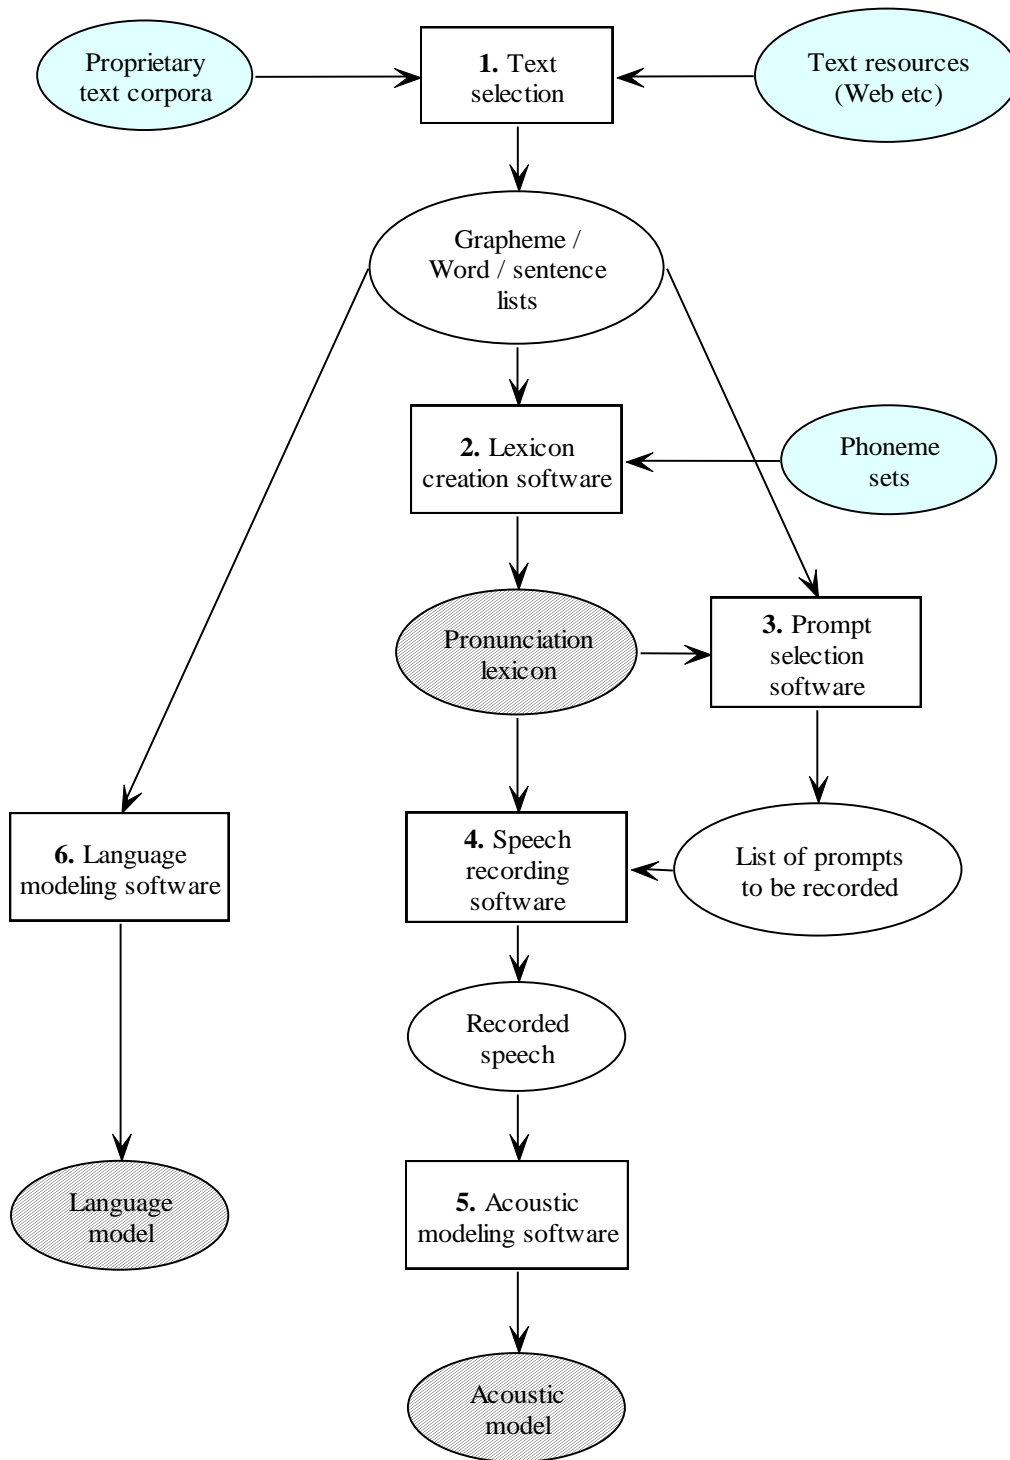 Proprietary
text corpora
1. Text
selection
Text resources
(Web etc)
Grapheme /
Word / sentence
lists
2. Lexicon
creation software
Phoneme
sets
Pronunciation
lexicon
3. Prompt
selection
software
6. Language
modeling software
4. Speech
recording
software
List of prompts
to be recorded
Recorded
speech
Language
model
5. Acoustic
modeling software
Acoustic
model